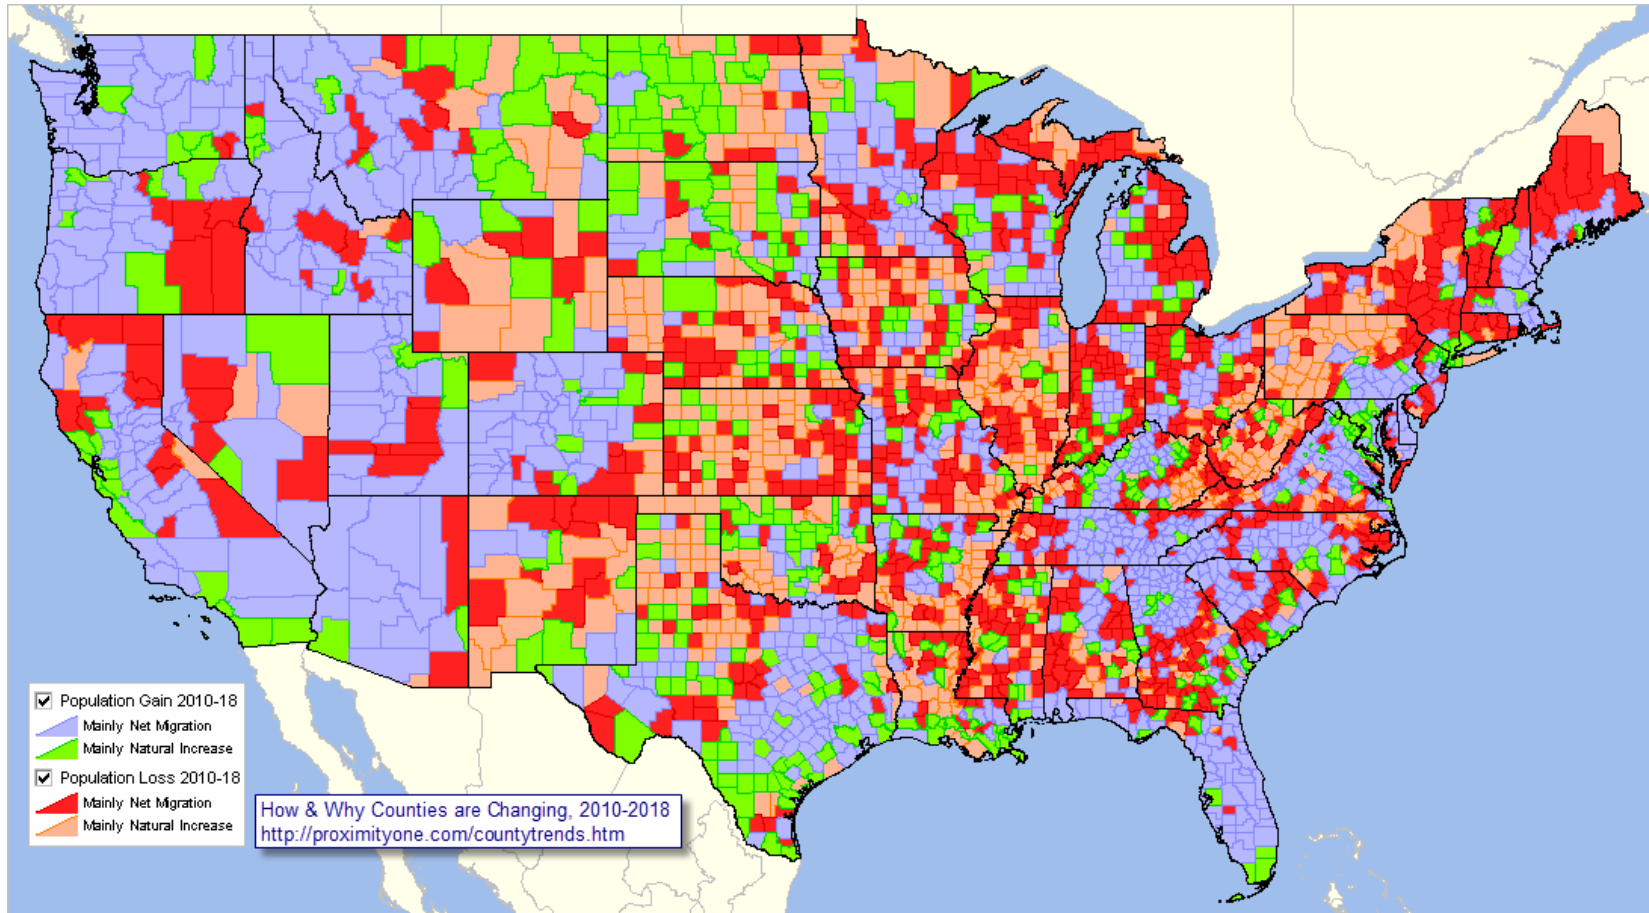 Population Gain 2010-18
Mainly Net Migration
Mainly Natural Increase
Population Loss 2010-18
Mainly Net Migration
Mainly Natural Increase
How & Why Counties are Changing, 2010-2018
http://proximityone.com/countytrends.htm